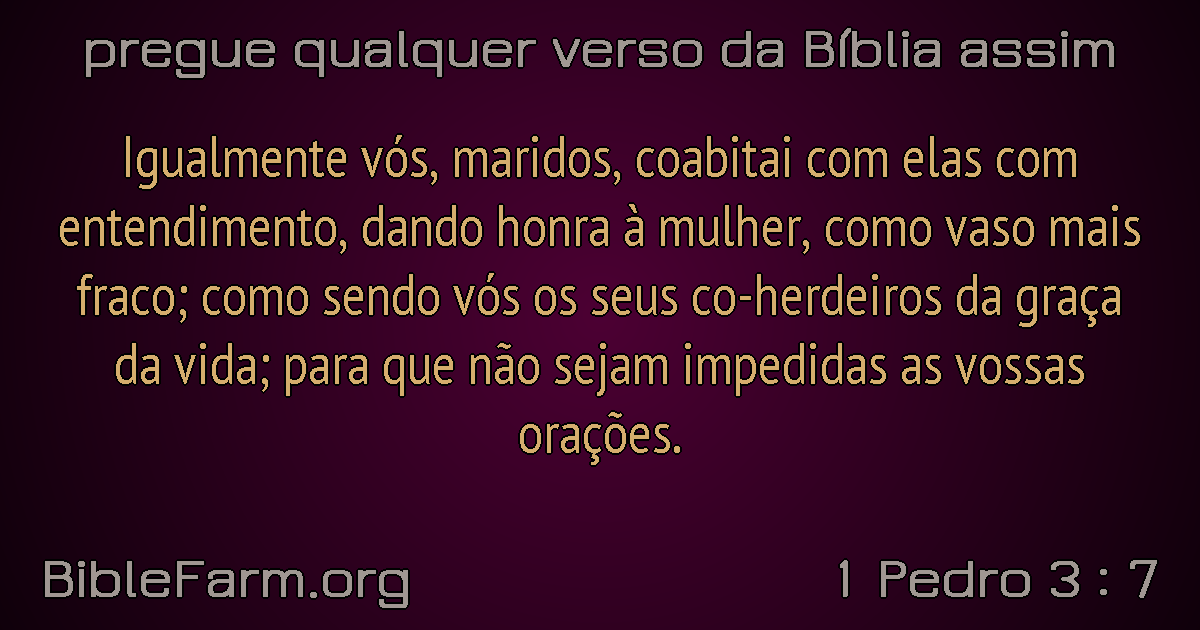 pregue qualquer verso da Bíblia assim
Igualmente vós, maridos, coabitai com elas com
entendimento, dando honra à mulher, como vaso mais
fraco; como sendo vós os seus co-herdeiros da graça
da vida; para que não sejam impedidas as vossas
orações.
BibleFarm.org
1 Pedro 3 : 7